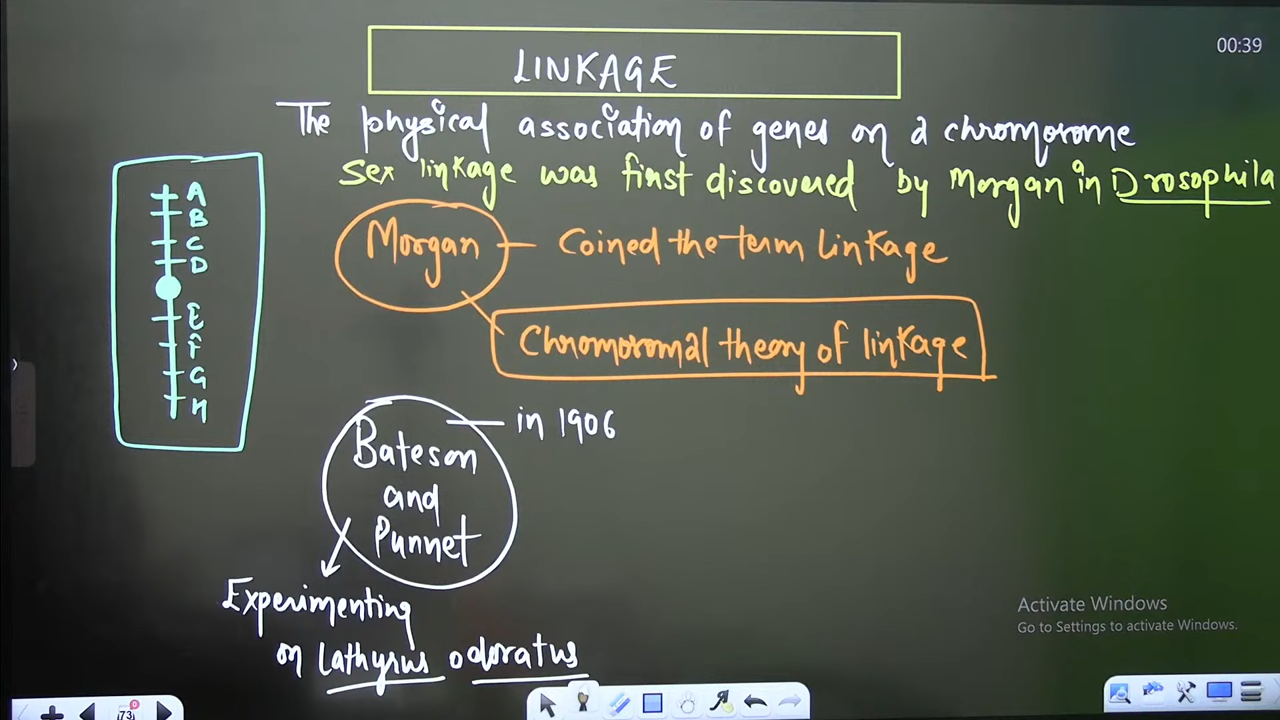 00:39
LINKAGE
The physical association of genes on a chromosome
Sex linkage was first discovered by Morgan in Drosophila
A
B
C
D
E
F
G
H
Morgan – Coined the term linkage
Chromosomal theory of linkage
Bateson and Punnet – in 1906
Experimenting
on Lathyrus odoratus
Activate Windows
Go to Settings to activate Windows.
73
0